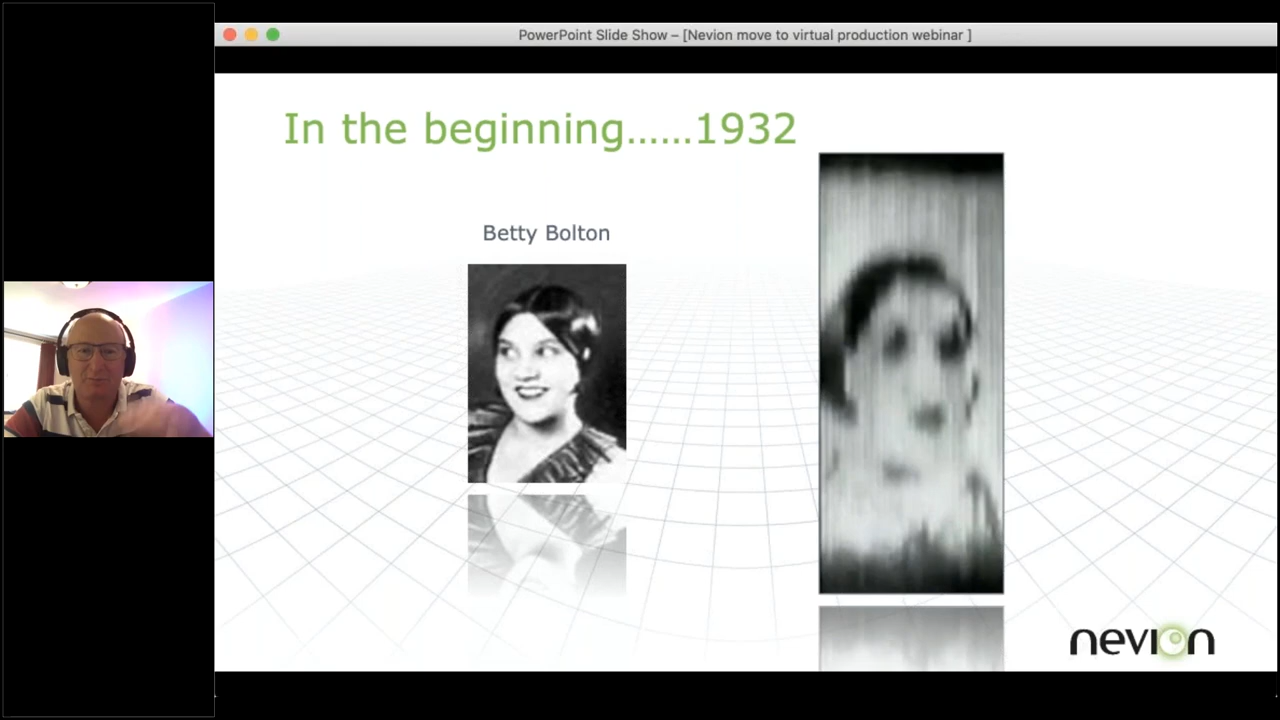 PowerPoint Slide Show – [Nevion move to virtual production webinar ]
In the beginning……1932
Betty Bolton
nevion